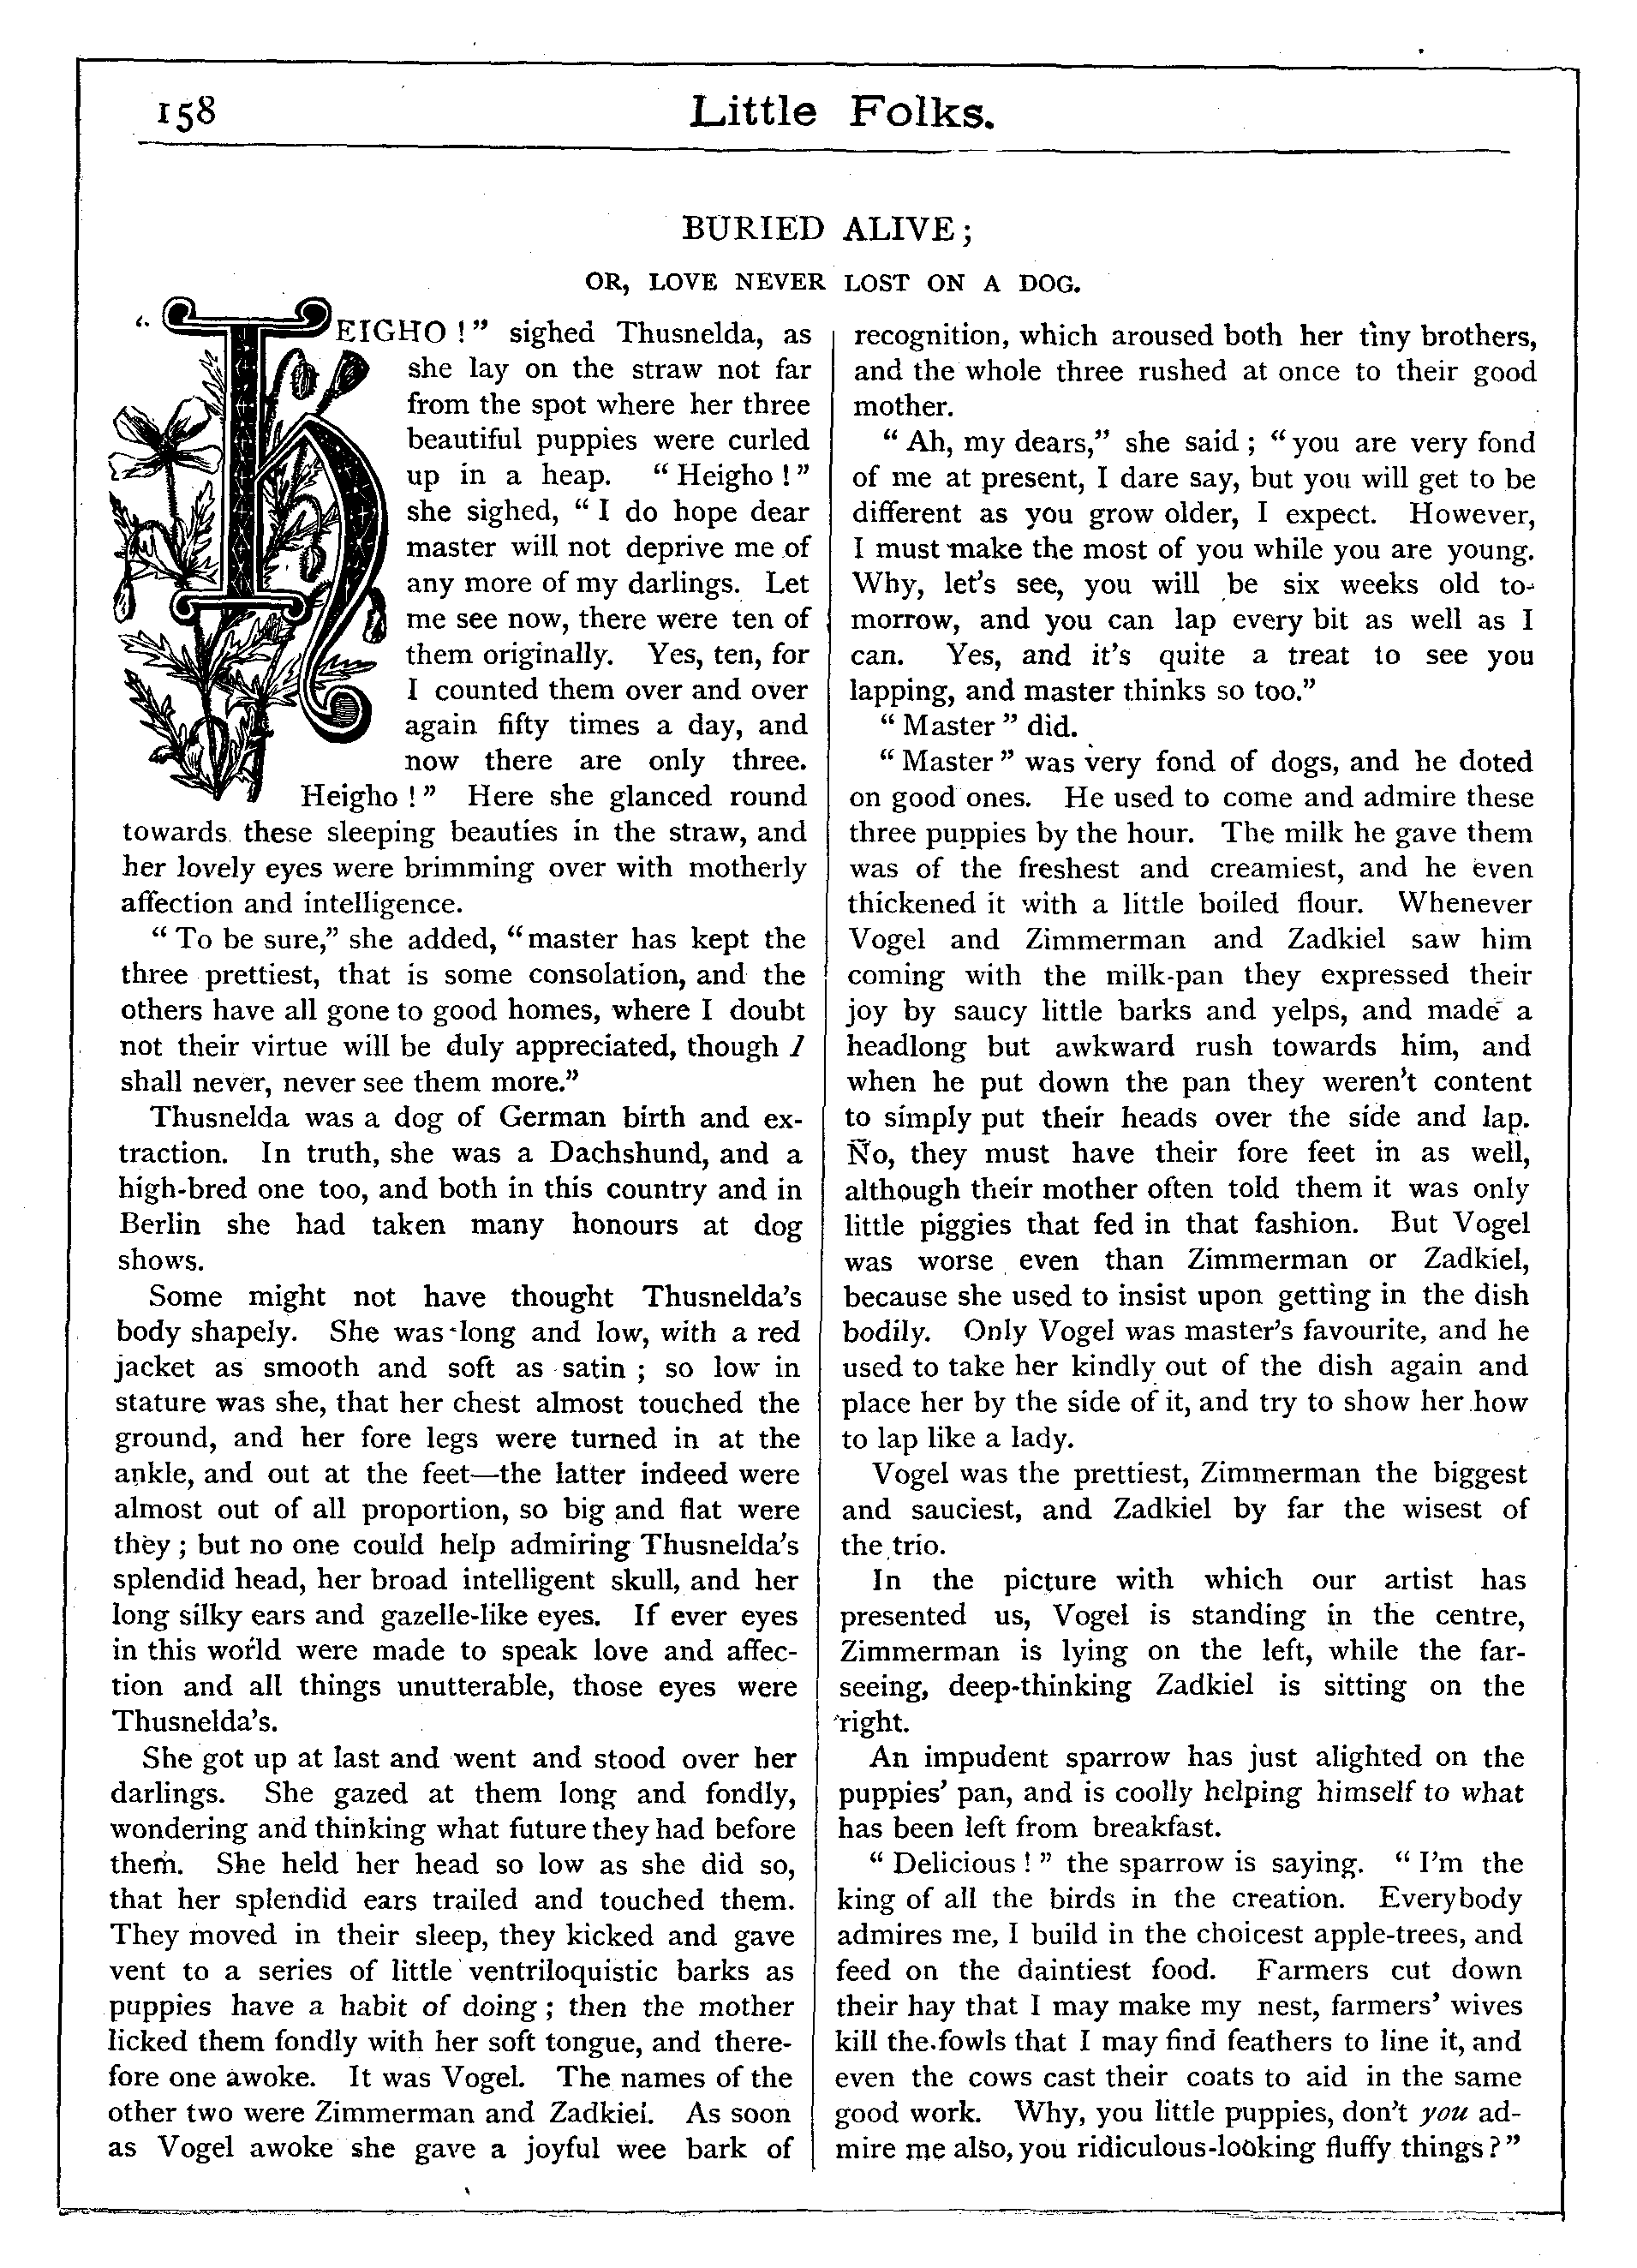 158
Little Folks.
BURIED ALIVE;
OR, LOVE NEVER LOST ON A DOG.
“HEIGHO!” sighed Thusnelda, as
she lay on the straw not far
from the spot where her three
beautiful puppies were curled
up in a heap. “Heigho!”
she sighed, “I do hope dear
master will not deprive me of
any more of my darlings. Let
me see now, there were ten of
them originally. Yes, ten, for
I counted them over and over
again fifty times a day, and
now there are only three.
Heigho!” Here she glanced round
towards these sleeping beauties in the straw, and
her lovely eyes were brimming over with motherly
affection and intelligence.
“To be sure,” she added, “master has kept the
three prettiest, that is some consolation, and the
others have all gone to good homes, where I doubt
not their virtue will be duly appreciated, though I
shall never, never see them more.”
Thusnelda was a dog of German birth and ex-
traction. In truth, she was a Dachshund, and a
high-bred one too, and both in this country and in
Berlin she had taken many honours at dog
shows.
Some might not have thought Thusnelda’s
body shapely. She was long and low, with a red
jacket as smooth and soft as satin; so low in
stature was she, that her chest almost touched the
ground, and her fore legs were turned in at the
ankle, and out at the feet—the latter indeed were
almost out of all proportion, so big and flat were
they; but no one could help admiring Thusnelda’s
splendid head, her broad intelligent skull, and her
long silky ears and gazelle-like eyes. If ever eyes
in this world were made to speak love and affec-
tion and all things unutterable, those eyes were
Thusnelda’s.
She got up at last and went and stood over her
darlings. She gazed at them long and fondly,
wondering and thinking what future they had before
them. She held her head so low as she did so,
that her splendid ears trailed and touched them.
They moved in their sleep, they kicked and gave
vent to a series of little ventriloquistic barks as
puppies have a habit of doing; then the mother
licked them fondly with her soft tongue, and there-
fore one awoke. It was Vogel. The names of the
other two were Zimmerman and Zadkiel. As soon
as Vogel awoke she gave a joyful wee bark of
recognition, which aroused both her tiny brothers,
and the whole three rushed at once to their good
mother.
“Ah, my dears,” she said; “you are very fond
of me at present, I dare say, but you will get to be
different as you grow older, I expect. However,
I must make the most of you while you are young.
Why, let’s see, you will be six weeks old to-
morrow, and you can lap every bit as well as I
can. Yes, and it’s quite a treat to see you
lapping, and master thinks so too.”
“Master” did.
“Master” was very fond of dogs, and he doted
on good ones. He used to come and admire these
three puppies by the hour. The milk he gave them
was of the freshest and creamiest, and he even
thickened it with a little boiled flour. Whenever
Vogel and Zimmerman and Zadkiel saw him
coming with the milk-pan they expressed their
joy by saucy little barks and yelps, and made a
headlong but awkward rush towards him, and
when he put down the pan they weren’t content
to simply put their heads over the side and lap.
No, they must have their fore feet in as well,
although their mother often told them it was only
little piggies that fed in that fashion. But Vogel
was worse even than Zimmerman or Zadkiel,
because she used to insist upon getting in the dish
bodily. Only Vogel was master’s favourite, and he
used to take her kindly out of the dish again and
place her by the side of it, and try to show her how
to lap like a lady.
Vogel was the prettiest, Zimmerman the biggest
and sauciest, and Zadkiel by far the wisest of
the trio.
In the picture with which our artist has
presented us, Vogel is standing in the centre,
Zimmerman is lying on the left, while the far-
seeing, deep-thinking Zadkiel is sitting on the
right.
An impudent sparrow has just alighted on the
puppies’ pan, and is coolly helping himself to what
has been left from breakfast.
“Delicious!” the sparrow is saying. “I’m the
king of all the birds in the creation. Everybody
admires me, I build in the choicest apple-trees, and
feed on the daintiest food. Farmers cut down
their hay that I may make my nest, farmers’ wives
kill the fowls that I may find feathers to line it, and
even the cows cast their coats to aid in the same
good work. Why, you little puppies, don’t you ad-
mire me also, you ridiculous-looking fluffy things?”